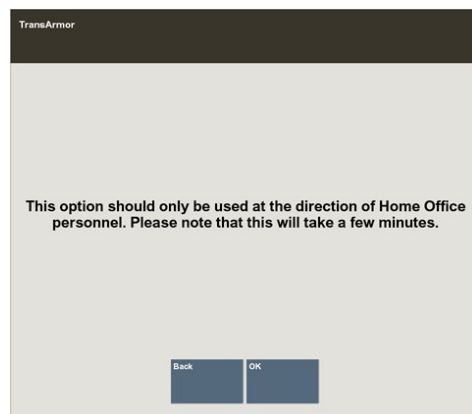 TransArmor
This option should only be used at the direction of Home Office
personnel. Please note that this will take a few minutes.
Back
OK